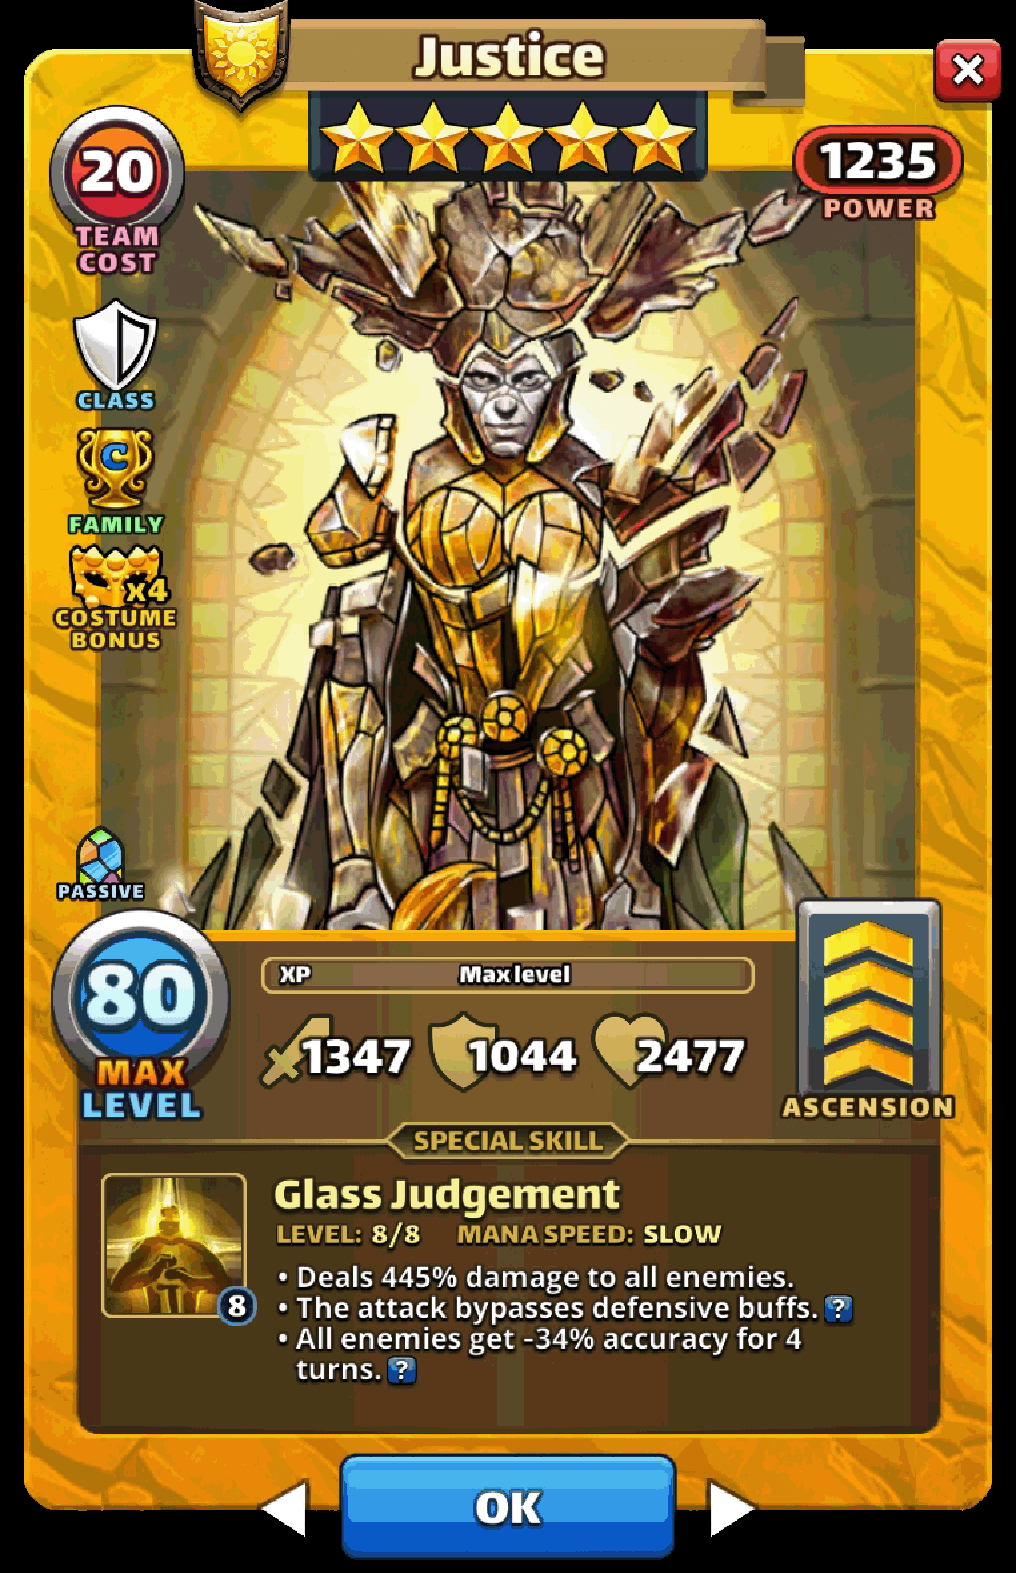 Justice
20
TEAM
COST
1235
POWER
CLASS
C
FAMILY
x4
COSTUME
BONUS
PASSIVE
80
MAX
LEVEL
XP
Max level
1347
1044
2477
ASCENSION
SPECIAL SKILL
Glass Judgement
LEVEL: 8/8 MANA SPEED: SLOW
8
• Deals 445% damage to all enemies.
• The attack bypasses defensive buffs. ?
• All enemies get -34% accuracy for 4
turns. ?
OK